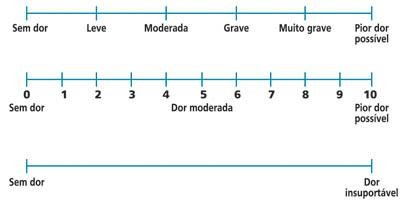 Sem dor Leve Moderada Grave Muito grave Pior dor
possível
0 1 2 3 4 5 6 7 8 9 10
Sem dor Dor moderada Pior dor
possível
Sem dor Dor
insuportável